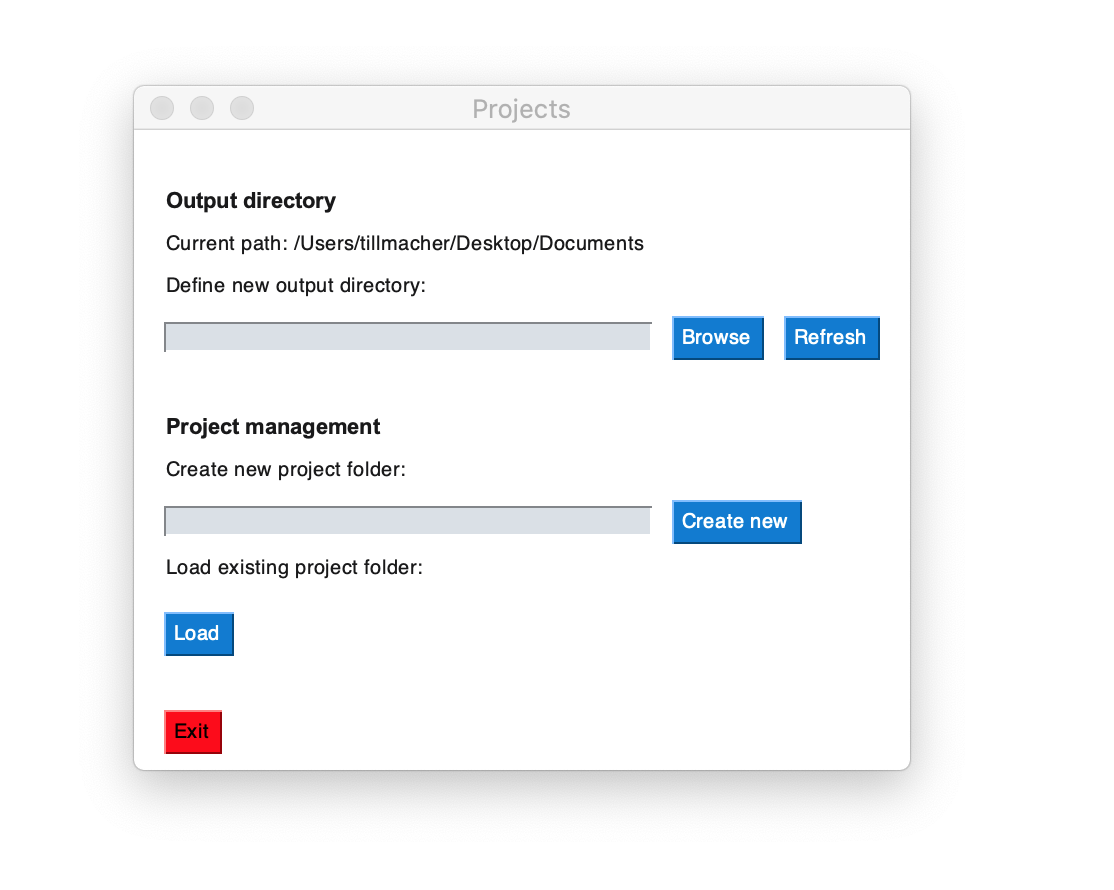 Projects
Output directory
Current path: /Users/tillmacher/Desktop/Documents
Define new output directory:
Browse Refresh
Project management
Create new project folder:
Create new
Load existing project folder:
Load
Exit